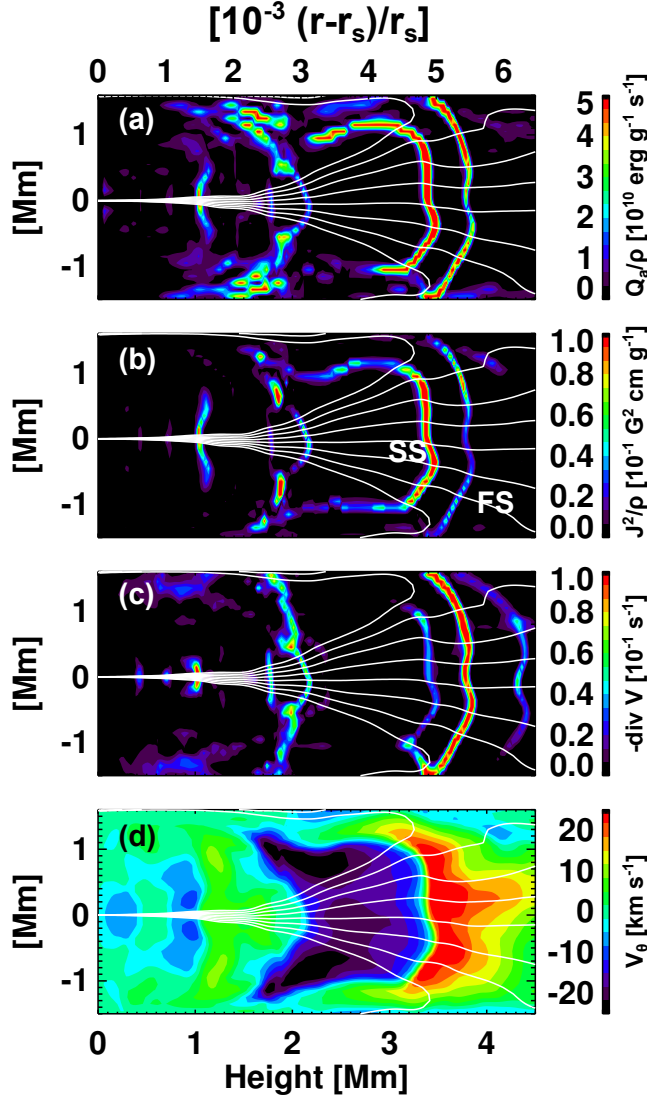 [10⁻³ (r-rₛ)/rₛ]
0 1 2 3 4 5 6
(a)
1
0
-1
[Mm]
5
4
3
2
1
0
Qₐ/ρ [10¹⁰ erg g⁻¹ s⁻¹]
(b)
1
0
-1
[Mm]
SS
FS
1.0
0.8
0.6
0.4
0.2
0.0
J²/ρ [10⁻¹ G² cm g⁻¹]
(c)
1
0
-1
[Mm]
1.0
0.8
0.6
0.4
0.2
0.0
-div V [10⁻¹ s⁻¹]
(d)
1
0
-1
[Mm]
20
10
0
-10
-20
V_θ [km s⁻¹]
0 1 2 3 4
Height [Mm]